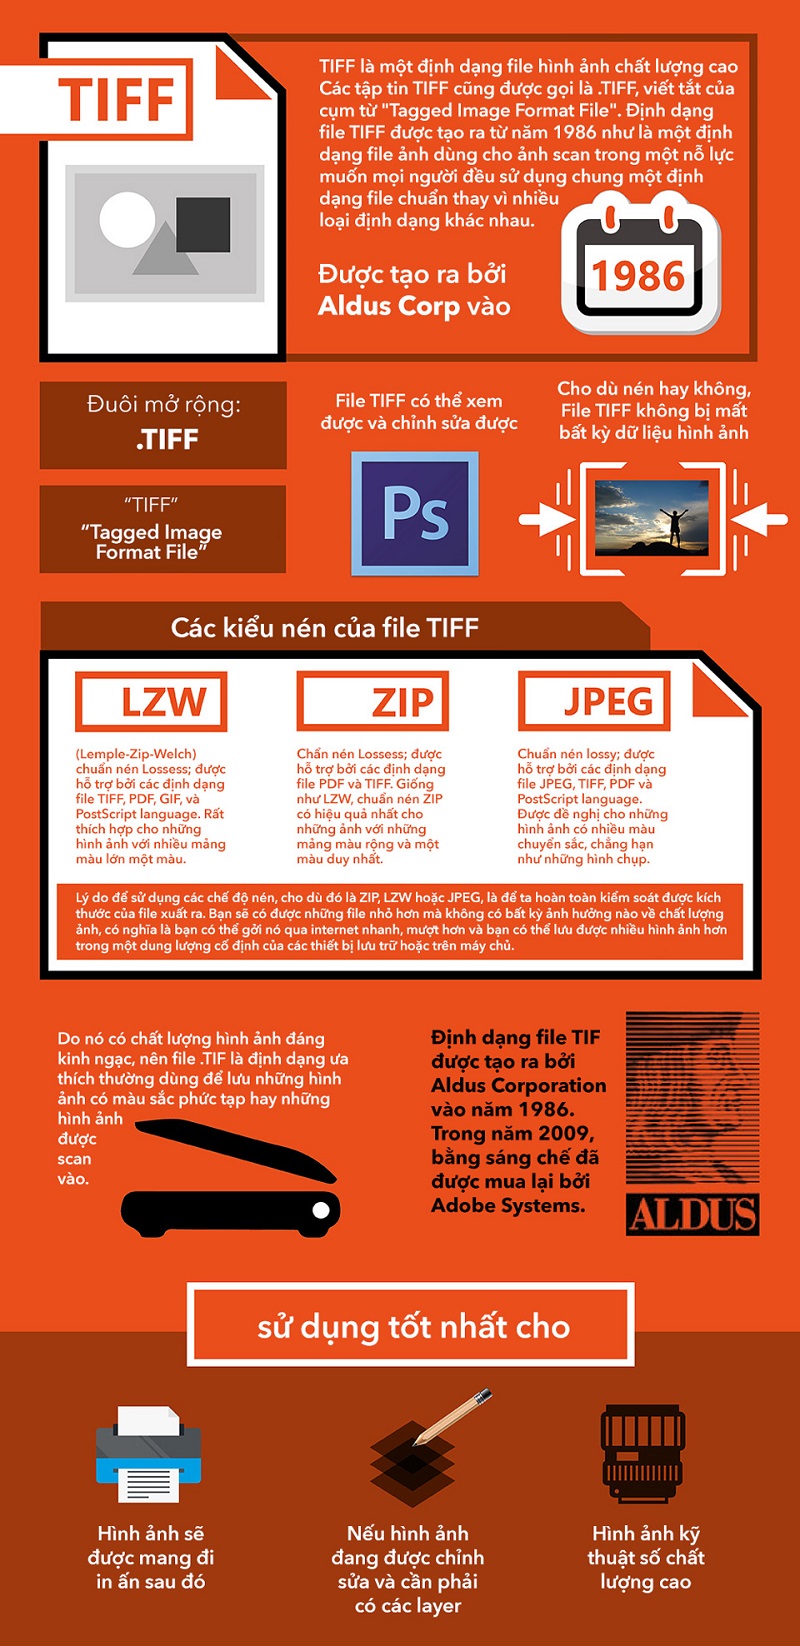 TIFF
TIFF là một định dạng file hình ảnh chất lượng cao
Các tập tin TIFF cũng được gọi là .TIFF, viết tắt của
cụm từ "Tagged Image Format File". Định dạng
file TIFF được tạo ra từ năm 1986 như là một định
dạng file ảnh dùng cho ảnh scan trong một nỗ lực
muốn mọi người đều sử dụng chung một định
dạng file chuẩn thay vì nhiều
loại định dạng khác nhau.
Được tạo ra bởi
Aldus Corp vào
1986
Đuôi mở rộng:
.TIFF
"TIFF"
"Tagged Image
Format File"
File TIFF có thể xem
được và chỉnh sửa được
Ps
Cho dù nén hay không,
File TIFF không bị mất
bất kỳ dữ liệu hình ảnh
Các kiểu nén của file TIFF
LZW
(Lemple-Zip-Welch)
chuẩn nén Lossess; được
hỗ trợ bởi các định dạng
file TIFF, PDF, GIF, và
PostScript language. Rất
thích hợp cho những
hình ảnh với nhiều mảng
màu lớn một màu.
ZIP
Chẩn nén Lossess; được
hỗ trợ bởi các định dạng
file PDF và TIFF. Giống
như LZW, chuẩn nén ZIP
có hiệu quả nhất cho
những ảnh với những
mảng màu rộng và một
màu duy nhất.
JPEG
Chuẩn nén lossy; được
hỗ trợ bởi các dịnh dạng
file JPEG, TIFF, PDF và
PostScript language.
Được đề nghị cho những
hình ảnh có nhiều màu
chuyển sắc, chẳng hạn
như những hình chụp.
Lý do để sử dụng các chế độ nén, cho dù đó là ZIP, LZW hoặc JPEG, là để ta hoàn toàn kiểm soát được kích
thước của file xuất ra. Bạn sẽ có được những file nhỏ hơn mà không có bất kỳ ảnh hưởng nào về chất lượng
ảnh, có nghĩa là bạn có thể gởi nó qua internet nhanh, mượt hơn và bạn có thể lưu được nhiều hình ảnh hơn
trong một dung lượng cố định của các thiết bị lưu trữ hoặc trên máy chủ.
Do nó có chất lượng hình ảnh đáng
kinh ngạc, nên file .TIF là định dạng ưa
thích thường dùng để lưu những hình
ảnh có màu sắc phức tạp hay những
hình ảnh
được
scan
vào.
Định dạng file TIF
được tạo ra bởi
Aldus Corporation
vào năm 1986.
Trong năm 2009,
bằng sáng chế đã
được mua lại bởi
Adobe Systems.
ALDUS
sử dụng tốt nhất cho
Hình ảnh sẽ
được mang đi
in ấn sau đó
Nếu hình ảnh
đang được chỉnh
sửa và cần phải
có các layer
Hình ảnh kỹ
thuật số chất
lượng cao